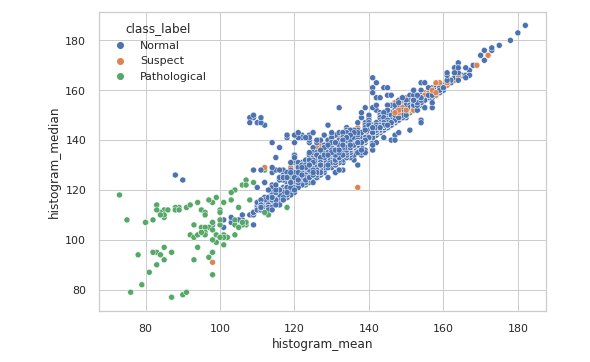 class_label
Normal
Suspect
Pathological
histogram_median
180
160
140
120
100
80
80
100
120
140
160
180
histogram_mean